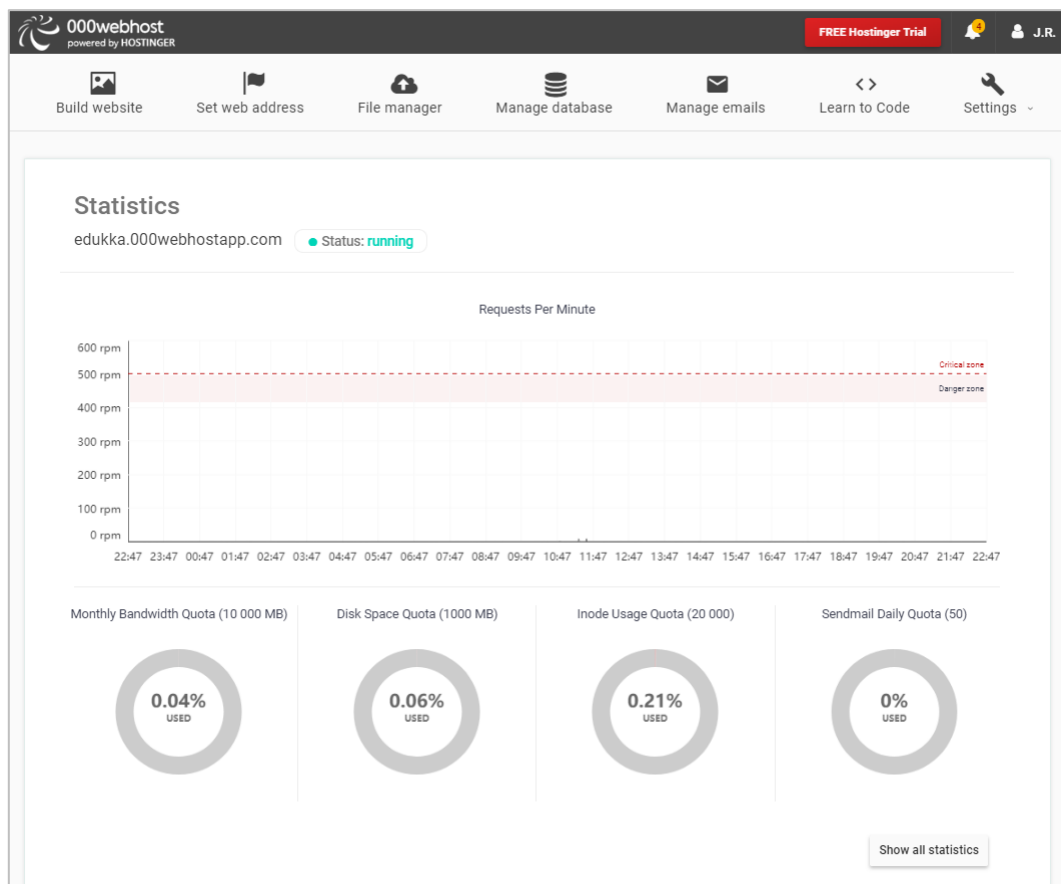 000webhost
powered by HOSTINGER
FREE Hostinger Trial
4
J.R.
Build website
Set web address
File manager
Manage database
Manage emails
Learn to Code
Settings
Statistics
edukka.000webhostapp.com
Status: running
Requests Per Minute
600 rpm
Critical zone
500 rpm
Danger zone
400 rpm
300 rpm
200 rpm
100 rpm
0 rpm
22:47 23:47 00:47 01:47 02:47 03:47 04:47 05:47 06:47 07:47 08:47 09:47 10:47 11:47 12:47 13:47 14:47 15:47 16:47 17:47 18:47 19:47 20:47 21:47 22:47
Monthly Bandwidth Quota (10 000 MB)
Disk Space Quota (1000 MB)
Inode Usage Quota (20 000)
Sendmail Daily Quota (50)
0.04%
USED
0.06%
USED
0.21%
USED
0%
USED
Show all statistics